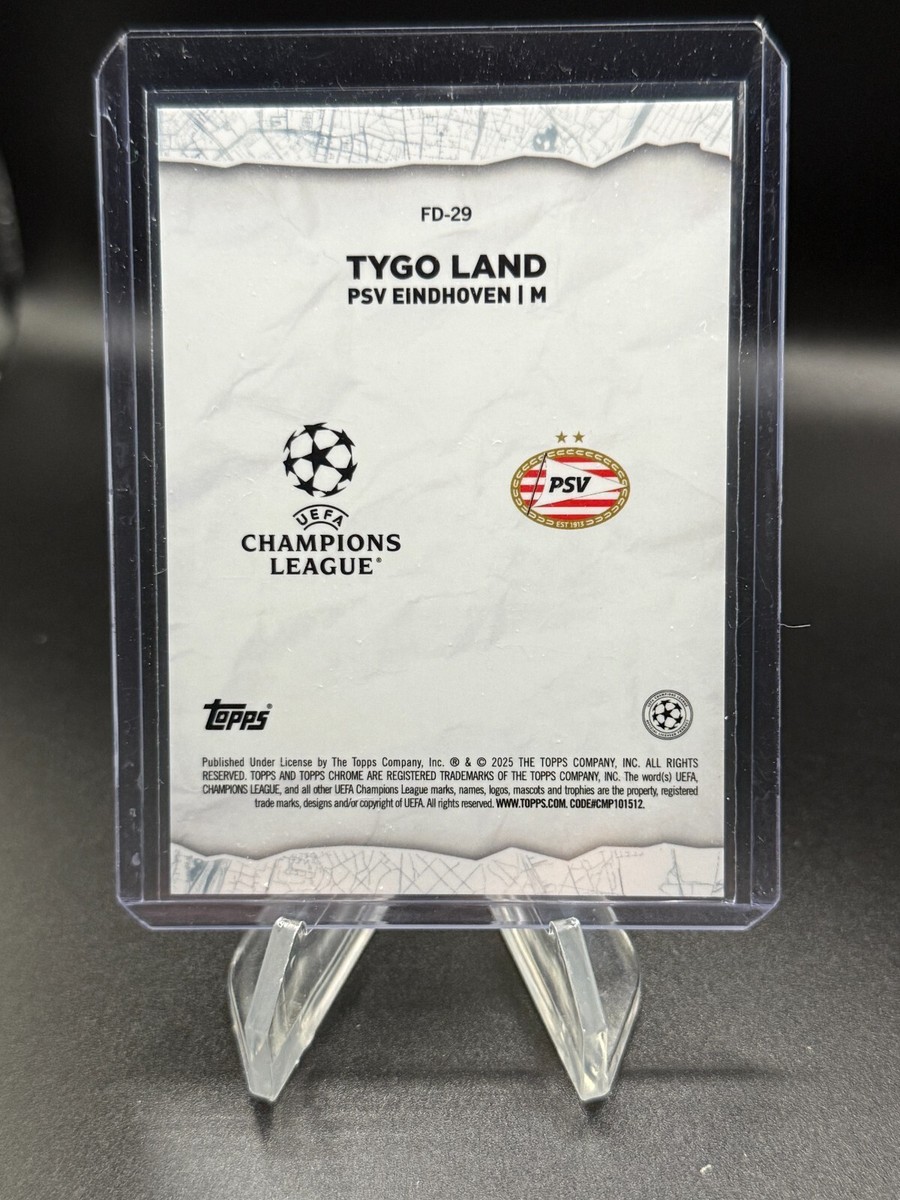 FD-29
TYGO LAND
PSV EINDHOVEN | M
UEFA
CHAMPIONS
LEAGUE®
PSV
EST 1913
topps®
Published Under License by The Topps Company, Inc. ® & © 2025 THE TOPPS COMPANY, INC. ALL RIGHTS
RESERVED. TOPPS AND TOPPS CHROME ARE REGISTERED TRADEMARKS OF THE TOPPS COMPANY, INC. The word(s) UEFA,
CHAMPIONS LEAGUE, and all other UEFA Champions League marks, names, logos, mascots and trophies are the property, registered
trade marks, designs and/or copyright of UEFA. All rights reserved. WWW.TOPPS.COM. CODE#CMP101512.